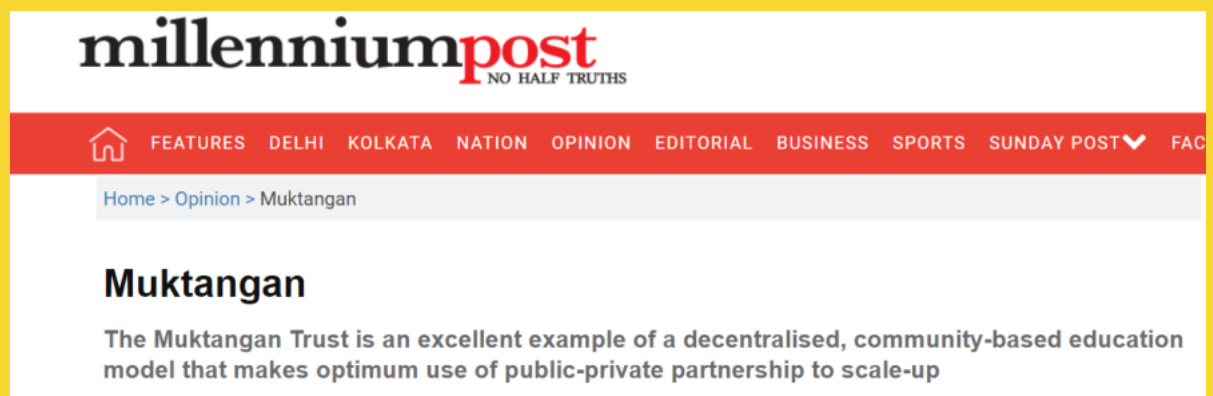 millenniumpost
NO HALF TRUTHS
FEATURES DELHI KOLKATA NATION OPINION EDITORIAL BUSINESS SPORTS SUNDAY POST FAC
Home > Opinion > Muktangan
Muktangan
The Muktangan Trust is an excellent example of a decentralised, community-based education
model that makes optimum use of public-private partnership to scale-up